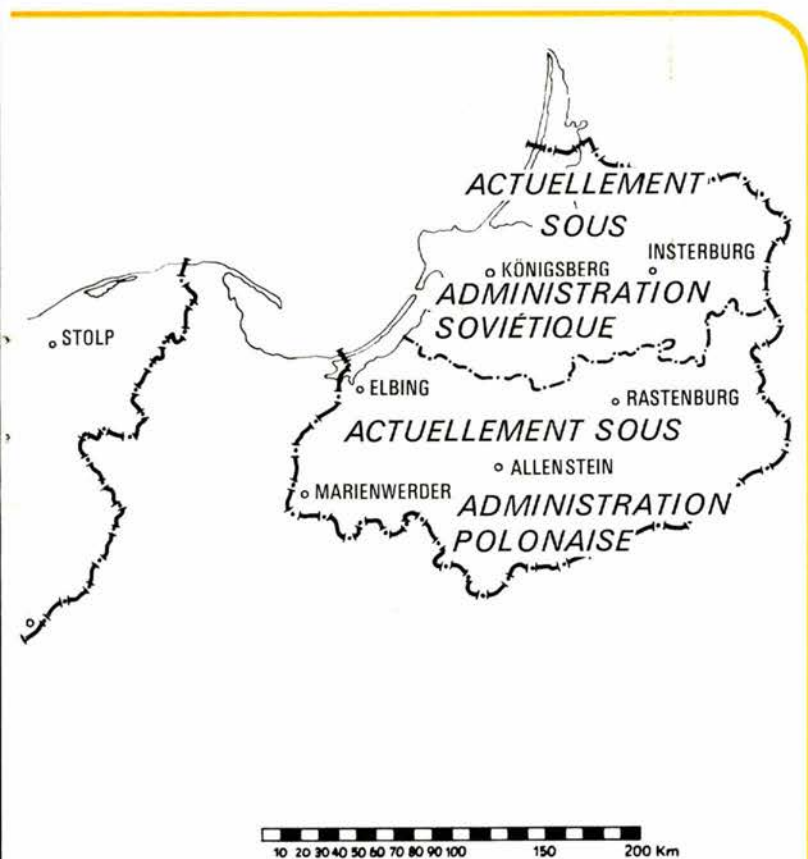 ACTUELLEMENT
SOUS
KÖNIGSBERG
INSTERBURG
ADMINISTRATION
SOVIÉTIQUE
STOLP
ELBING
RASTENBURG
ACTUELLEMENT SOUS
ALLENSTEIN
MARIENWERDER
ADMINISTRATION
POLONAISE
10 20 30 40 50 60 70 80 90 100 150 200 Km